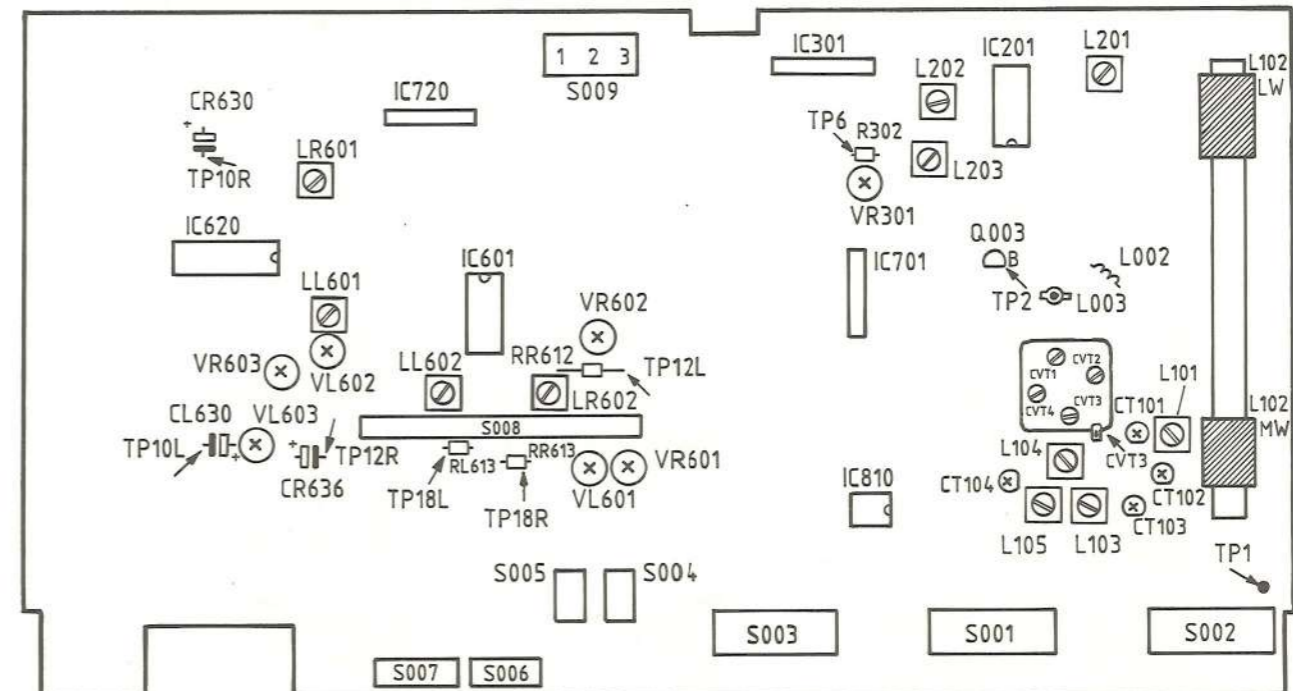 1 2 3
S009
IC301
IC201
L201
L202
L102
LW
CR630
+
IC720
TP6
R302
LR601
TP10R
L203
VR301
IC620
Q003
B
L002
IC601
IC701
LL601
TP2
L003
VR602
VR603
VL602
LL602
RR612
TP12L
LR602
CVT1
CVT2
CVT4
CVT3
L101
CT101
L102
MW
CL630
VL603
TP10L
+
+
TP12R
CR636
S008
RL613
RR613
VR601
TP18L
TP18R
VL601
L104
CVT3
IC810
CT104
CT102
CT103
L105
L103
TP1
S005
S004
S003
S001
S002
S007
S006